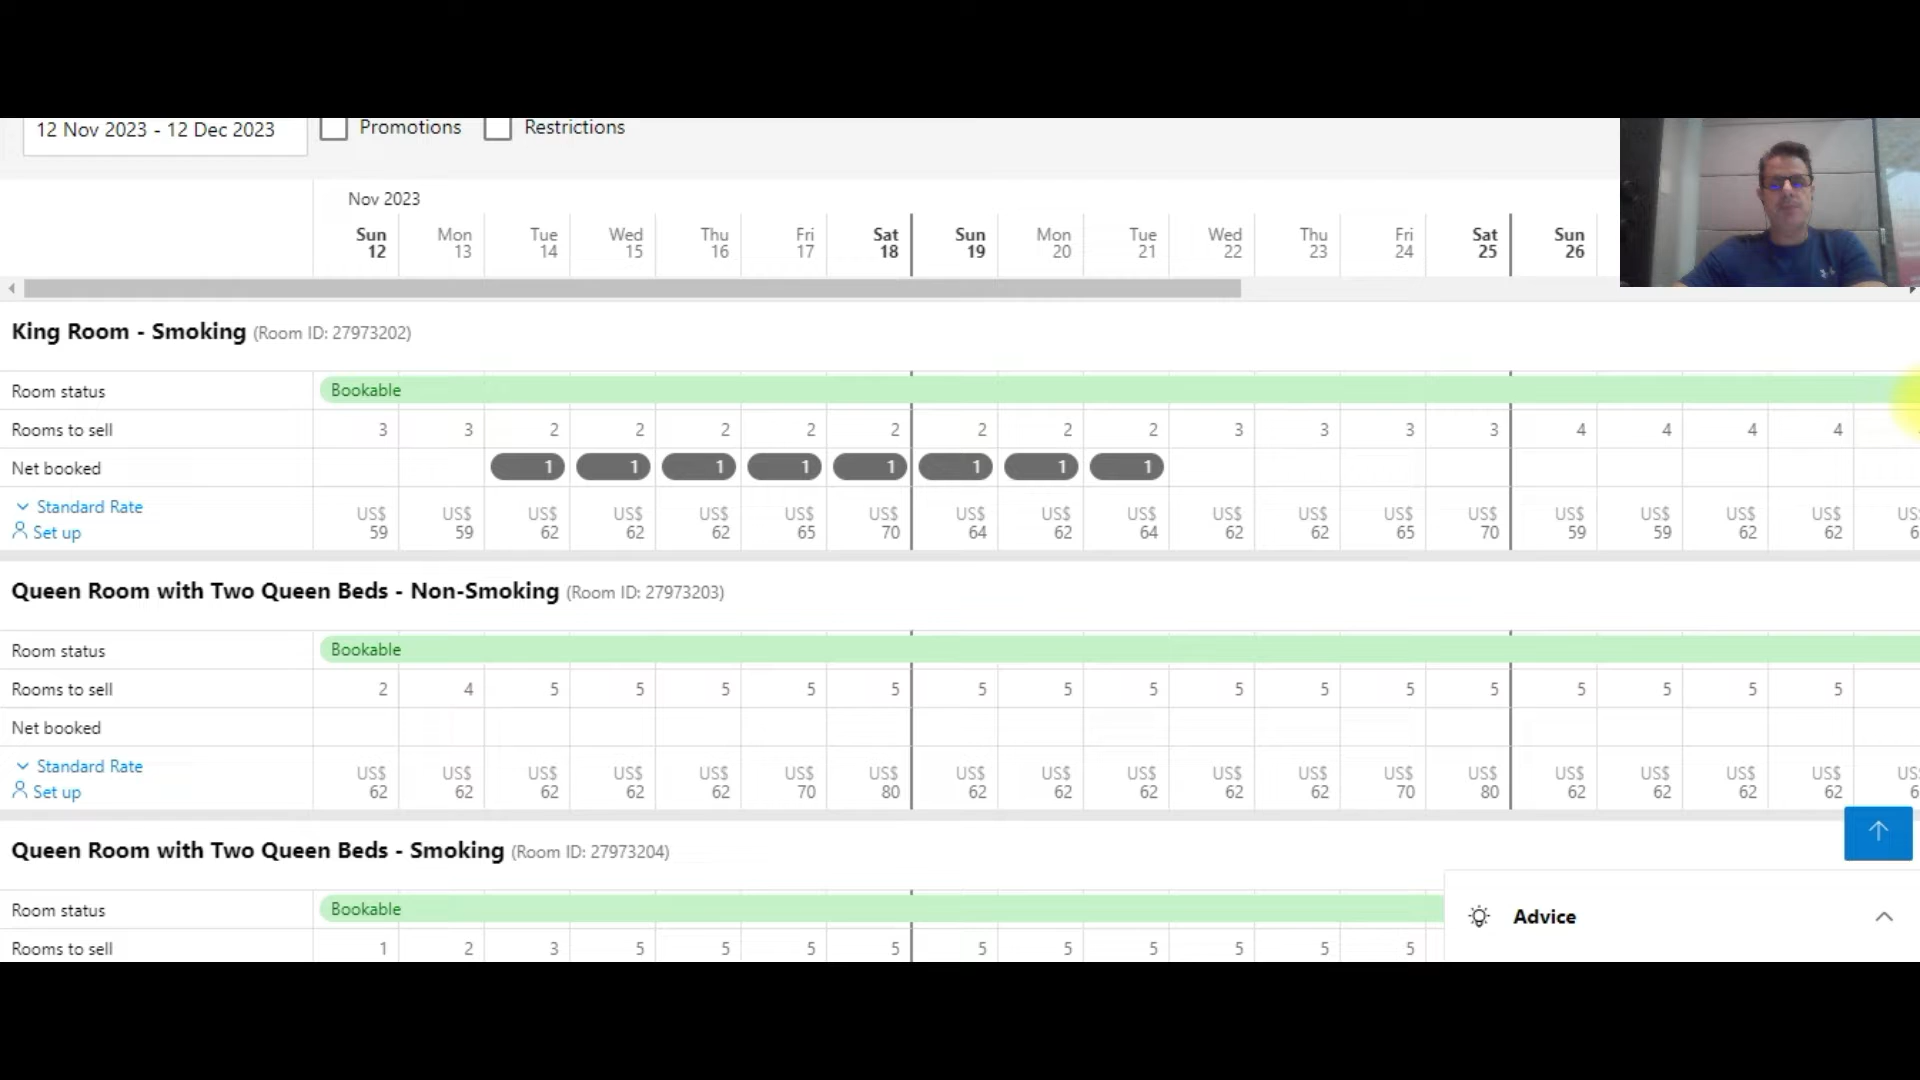 12 Nov 2023 - 12 Dec 2023 Promotions Restrictions
Nov 2023
Sun Mon Tue Wed Thu Fri Sat Sun Mon Tue Wed Thu Fri Sat Sun
12 13 14 15 16 17 18 19 20 21 22 23 24 25 26
King Room - Smoking (Room ID: 27973202)
Room status Bookable
Rooms to sell 3 3 2 2 2 2 2 2 2 2 3 3 3 3 4 4 4 4
Net booked 1 1 1 1 1 1 1 1
Standard Rate US$ US$ US$ US$ US$ US$ US$ US$ US$ US$ US$ US$ US$ US$ US$ US$ US$ US$
Set up 59 59 62 62 62 65 70 64 62 64 62 62 65 70 59 59 62 62
Queen Room with Two Queen Beds - Non-Smoking (Room ID: 27973203)
Room status Bookable
Rooms to sell 2 4 5 5 5 5 5 5 5 5 5 5 5 5 5 5 5 5
Net booked
Standard Rate US$ US$ US$ US$ US$ US$ US$ US$ US$ US$ US$ US$ US$ US$ US$ US$ US$ US$
Set up 62 62 62 62 62 70 80 62 62 62 62 62 70 80 62 62 62 62
Queen Room with Two Queen Beds - Smoking (Room ID: 27973204)
Room status Bookable
Advice
Rooms to sell 1 2 3 5 5 5 5 5 5 5 5 5 5